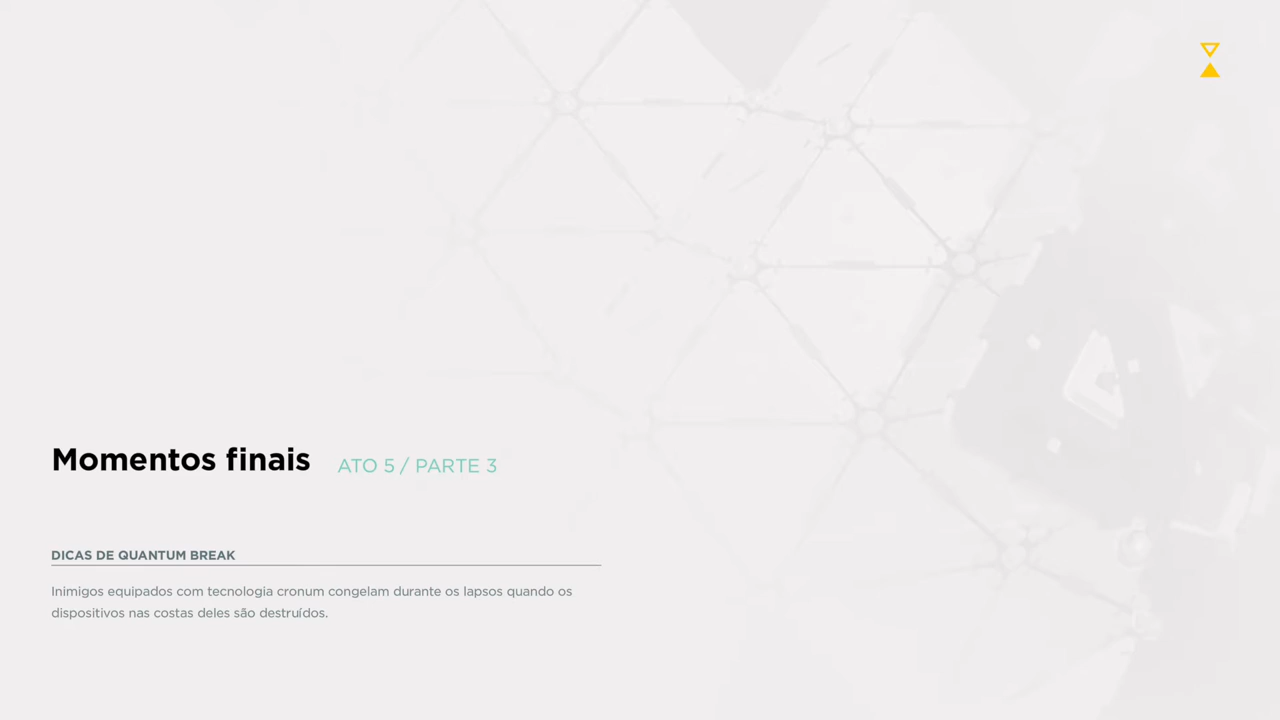 Momentos finais ATO 5 / PARTE 3
DICAS DE QUANTUM BREAK
Inimigos equipados com tecnologia cronum congelam durante os lapsos quando os
dispositivos nas costas deles são destruídos.